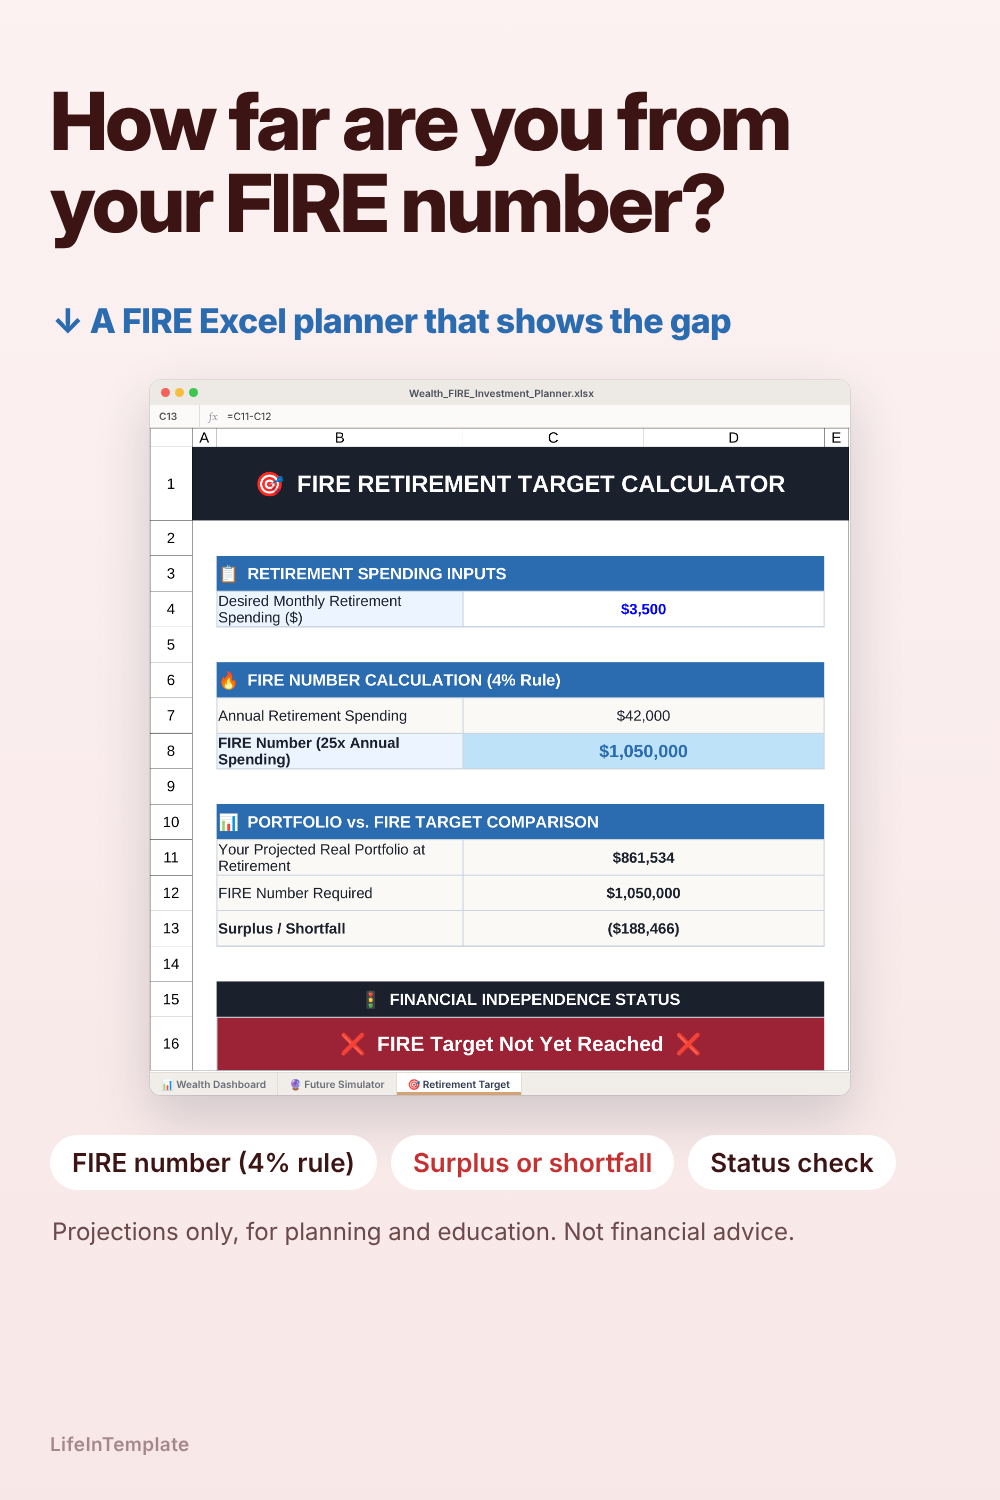 How far are you from
your FIRE number?
↓ A FIRE Excel planner that shows the gap
Wealth_FIRE_Investment_Planner.xlsx
C13 fx =C11-C12
A B C D E
1 🎯 FIRE RETIREMENT TARGET CALCULATOR
2
3 📋 RETIREMENT SPENDING INPUTS
4 Desired Monthly Retirement
Spending ($) $3,500
5
6 🔥 FIRE NUMBER CALCULATION (4% Rule)
7 Annual Retirement Spending $42,000
8 FIRE Number (25x Annual
Spending) $1,050,000
9
10 📊 PORTFOLIO vs. FIRE TARGET COMPARISON
11 Your Projected Real Portfolio at
Retirement $861,534
12 FIRE Number Required $1,050,000
13 Surplus / Shortfall ($188,466)
14
15 🚦 FINANCIAL INDEPENDENCE STATUS
16 ❌ FIRE Target Not Yet Reached ❌
📊 Wealth Dashboard 🔮 Future Simulator 🎯 Retirement Target
FIRE number (4% rule) Surplus or shortfall Status check
Projections only, for planning and education. Not financial advice.
LifeInTemplate